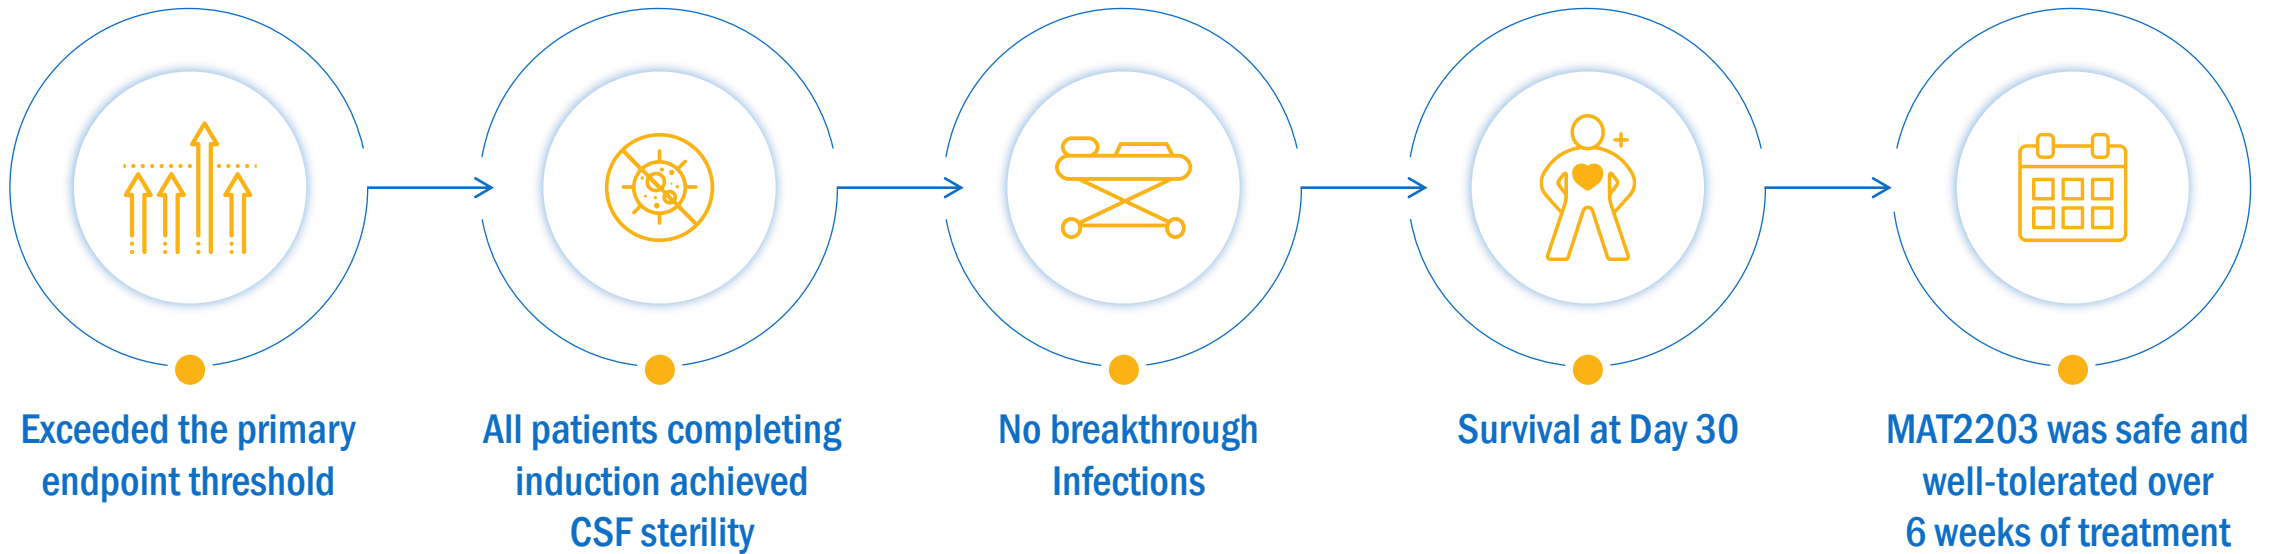 Exceeded the primary
endpoint threshold
All patients completing
induction achieved
CSF sterility
No breakthrough
Infections
Survival at Day 30
MAT2203 was safe and
well-tolerated over
6 weeks of treatment